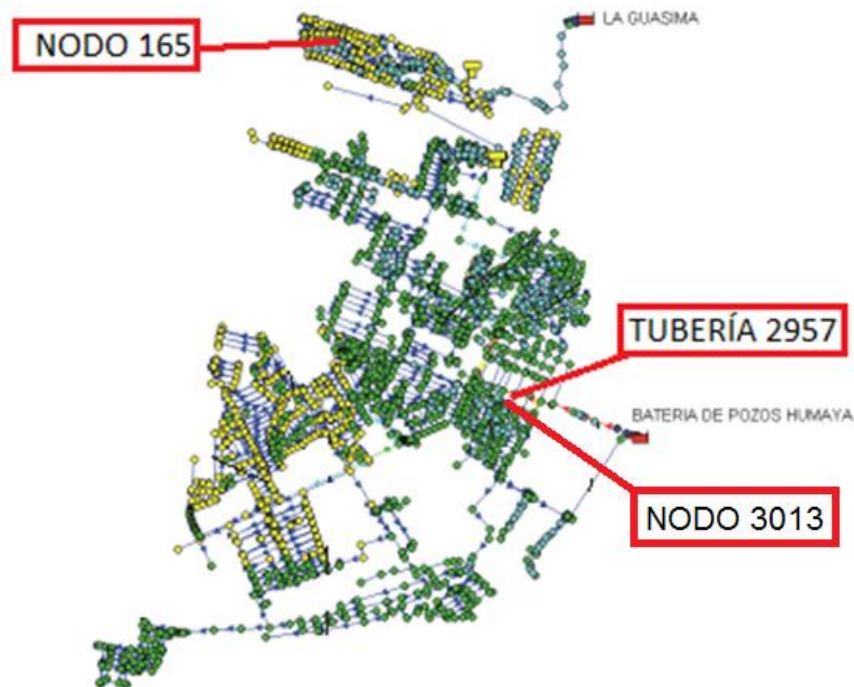 LA GUASIMA
NODO 165
TUBERÍA 2957
BATERIA DE POZOS HUMAYA
NODO 3013